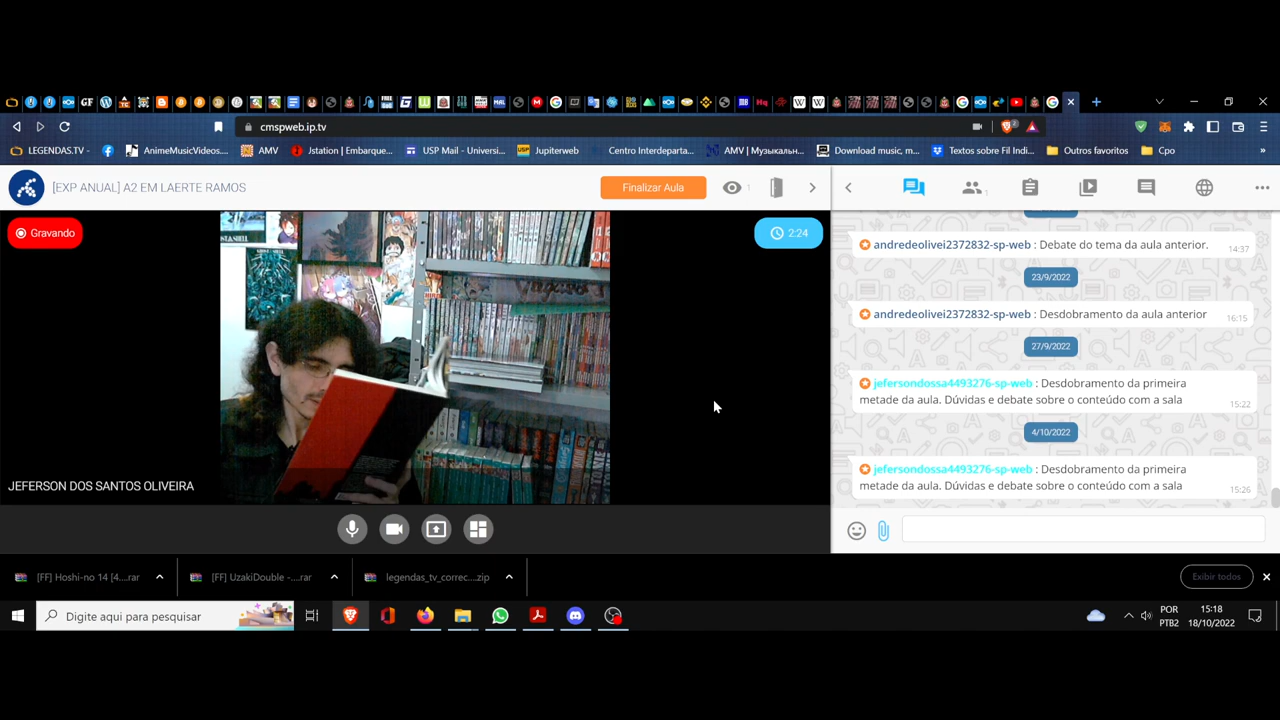 cmspweb.ip.tv
2
LEGENDAS.TV -
AnimeMusicVideos...
AMV
Jstation | Embarque...
USP Mail - Universi...
Jupiterweb
Centro Interdeparta...
AMV | Музыкальн...
Download music, m...
Textos sobre Fil Indi...
Outros favoritos
Cpo
»
[EXP ANUAL] A2 EM LAERTE RAMOS
Finalizar Aula
1
1
Gravando
2:24
JEFERSON DOS SANTOS OLIVEIRA
andredeolivei2372832-sp-web : Debate do tema da aula anterior.
14:37
23/9/2022
andredeolivei2372832-sp-web : Desdobramento da aula anterior
16:15
27/9/2022
jefersondossa4493276-sp-web : Desdobramento da primeira
metade da aula. Dúvidas e debate sobre o conteúdo com a sala
15:22
4/10/2022
jefersondossa4493276-sp-web : Desdobramento da primeira
metade da aula. Dúvidas e debate sobre o conteúdo com a sala
15:26
[FF] Hoshi-no 14 [4....rar
[FF] UzakiDouble -....rar
legendas_tv_correc....zip
Exibir todos
Digite aqui para pesquisar
POR
PTB2
15:18
18/10/2022